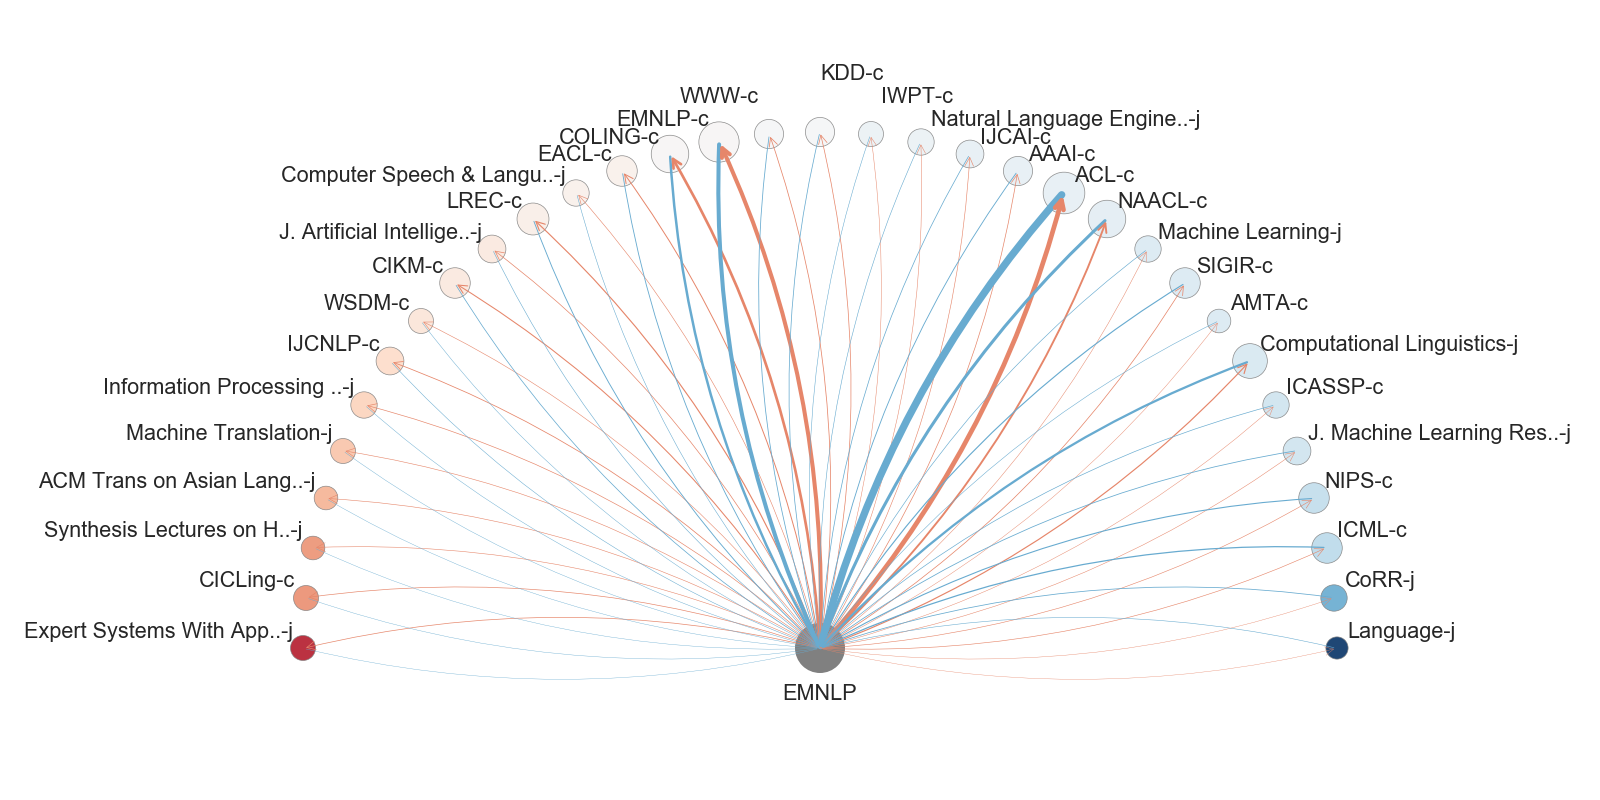 KDD-c
WWW-c
IWPT-c
EMNLP-c
Natural Language Engine..-j
COLING-c
IJCAI-c
EACL-c
AAAI-c
Computer Speech & Langu..-j
ACL-c
LREC-c
NAACL-c
J. Artificial Intellige..-j
Machine Learning-j
CIKM-c
SIGIR-c
WSDM-c
AMTA-c
IJCNLP-c
Computational Linguistics-j
Information Processing ..-j
ICASSP-c
Machine Translation-j
J. Machine Learning Res..-j
ACM Trans on Asian Lang..-j
NIPS-c
Synthesis Lectures on H..-j
ICML-c
CICLing-c
CoRR-j
Expert Systems With App..-j
Language-j
EMNLP